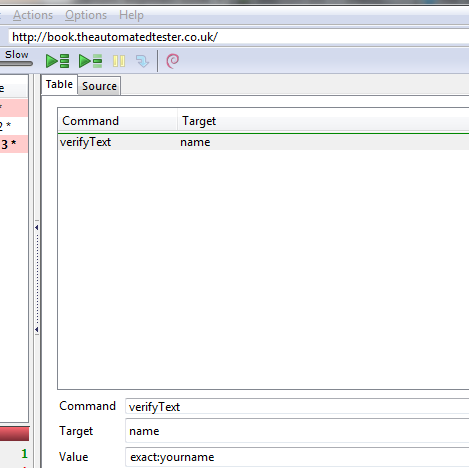 Actions Options Help
http://book.theautomatedtester.co.uk/
Slow
Table Source
e
*
2 *
3 *
Command Target
verifyText name
Command verifyText
Target name
Value exact:yourname
1